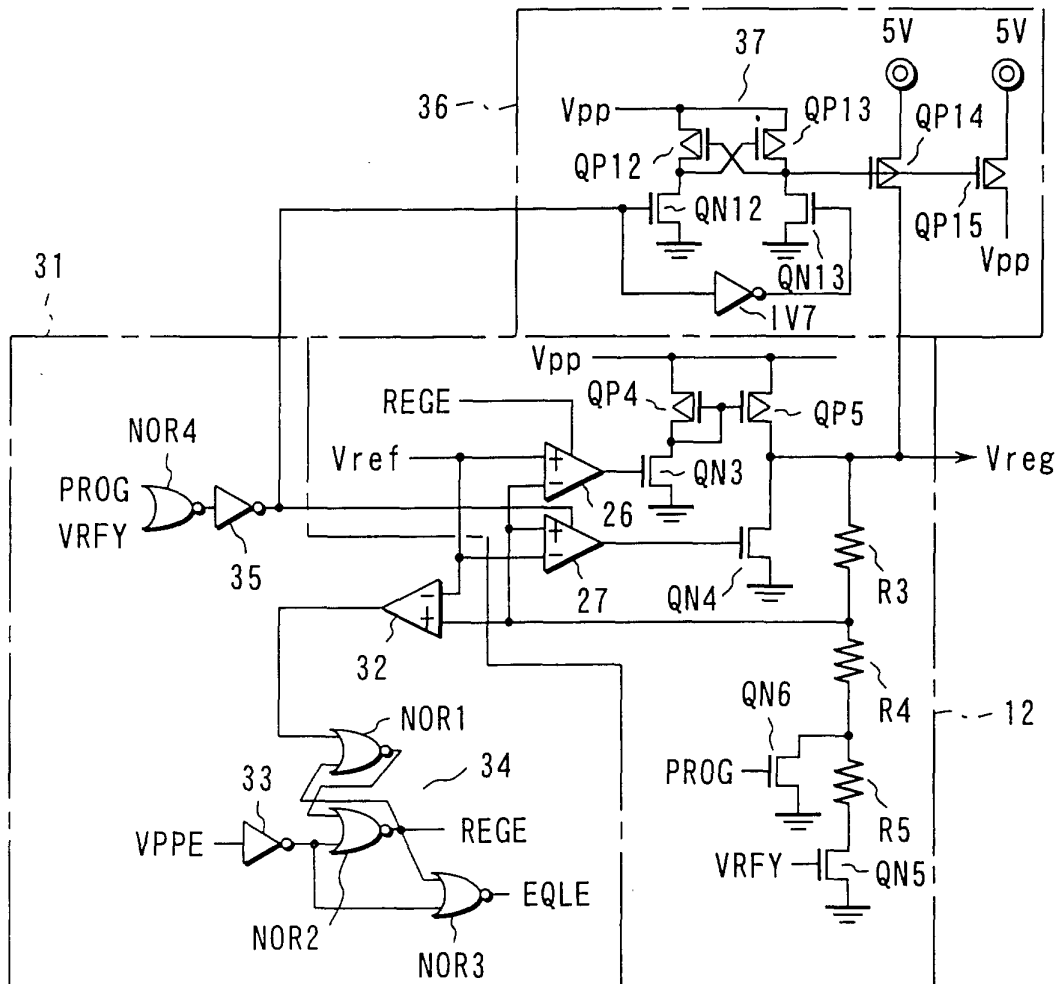 5V
5V
37
36
Vpp
QP13
QP14
QP12
QN12
QP15
QN13
Vpp
IV7
31
Vpp
REGE
QP4
QP5
NOR4
Vref
+
−
QN3
Vreg
PROG
VRFY
26
+
−
35
27
QN4
R3
−
+
32
QN6
R4
12
NOR1
PROG
33
34
R5
VPPE
REGE
VRFY
QN5
EQLE
NOR2
NOR3